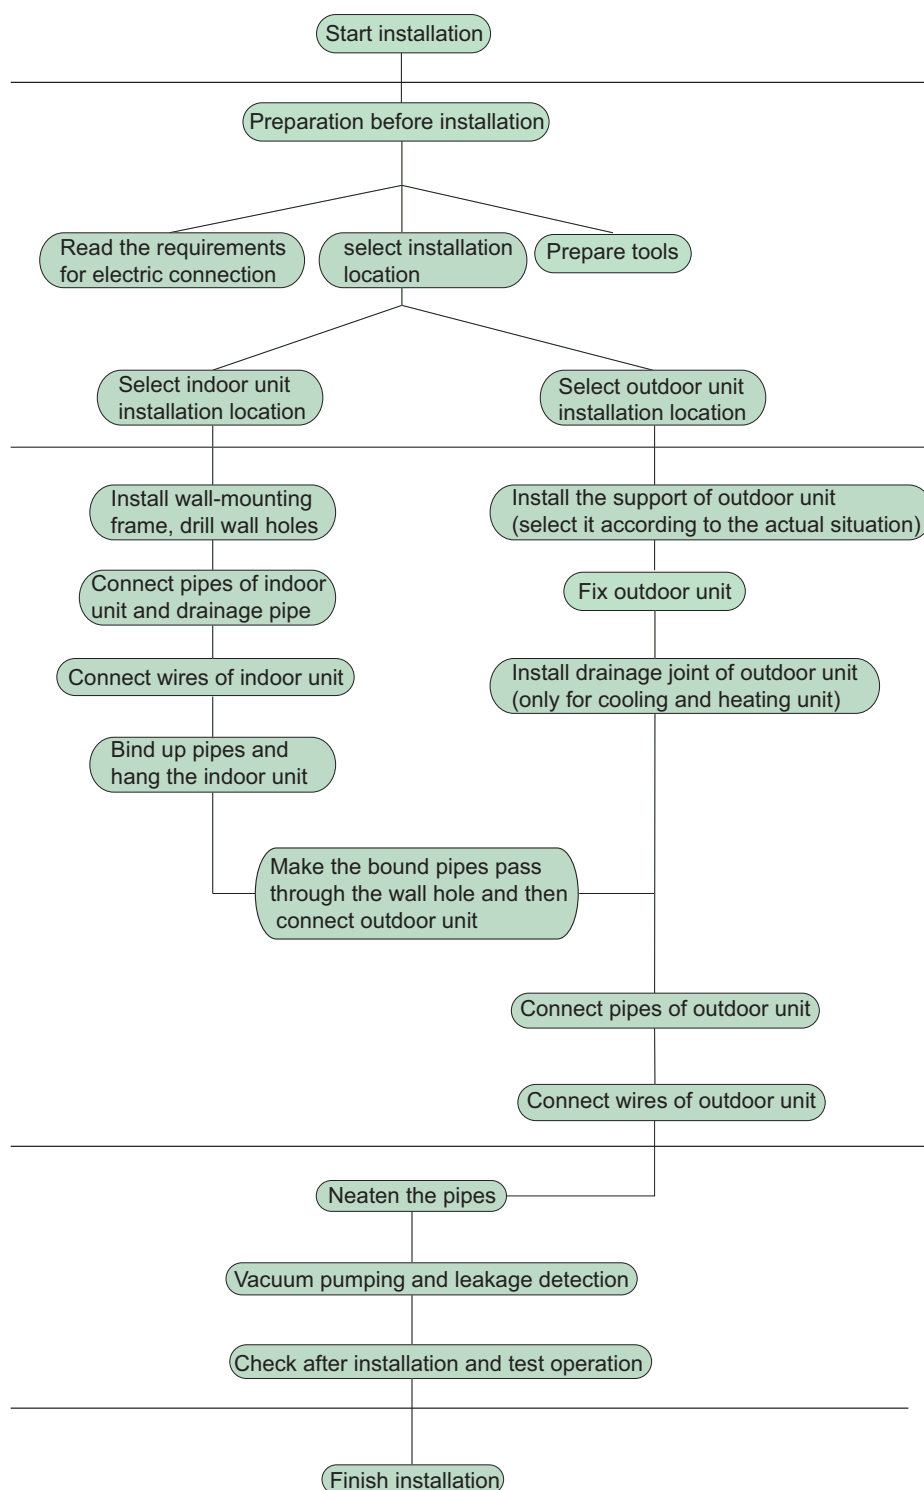 Start installation
Preparation before installation
Read the requirements
for electric connection
select installation
location
Prepare tools
Select indoor unit
installation location
Select outdoor unit
installation location
Install wall-mounting
frame, drill wall holes
Install the support of outdoor unit
(select it according to the actual situation)
Connect pipes of indoor
unit and drainage pipe
Fix outdoor unit
Connect wires of indoor unit
Install drainage joint of outdoor unit
(only for cooling and heating unit)
Bind up pipes and
hang the indoor unit
Make the bound pipes pass
through the wall hole and then
connect outdoor unit
Connect pipes of outdoor unit
Connect wires of outdoor unit
Neaten the pipes
Vacuum pumping and leakage detection
Check after installation and test operation
Finish installation